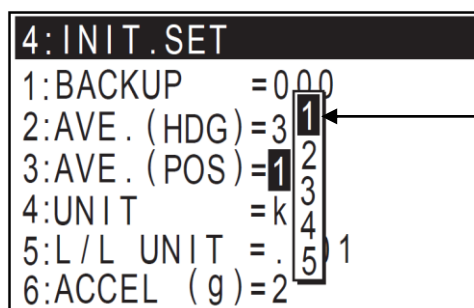 4:INIT.SET
1:BACKUP =000
2:AVE.(HDG)=3
3:AVE.(POS)=1
4:UNIT =k
5:L/L UNIT =. 1
6:ACCEL (g)=2
1
2
3
4
5